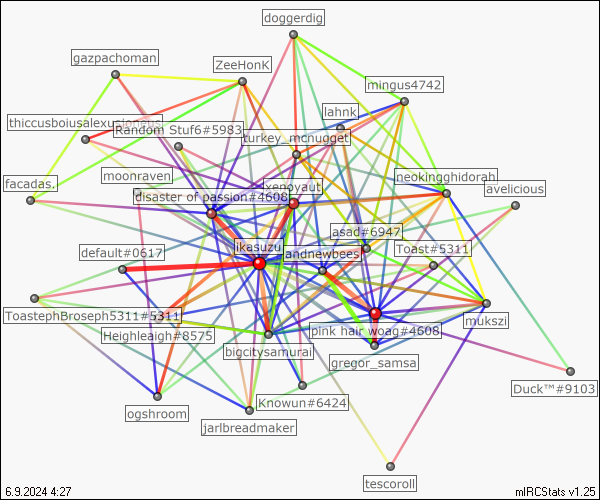 doggerdig
gazpachoman
ZeeHonK
mingus4742
lahnk
thiccusboiusalexusioneous
Random Stuf6#5983
turkey_mcnugget
moonraven
neokingghidorah
facadas.
disaster of passion#4608
xenoyaut
avelicious
asad#6947
default#0617
likasuzu
andnewbees
Toast#5311
ToastephBroseph5311#5311
pink hair woag#4608
mukszi
Heighleaigh#8575
bigcitysamurai
gregor_samsa
Duck™#9103
ogshroom
Knowun#6424
jarlbreadmaker
tescoroll
6.9.2024 4:27
mIRCStats v1.25